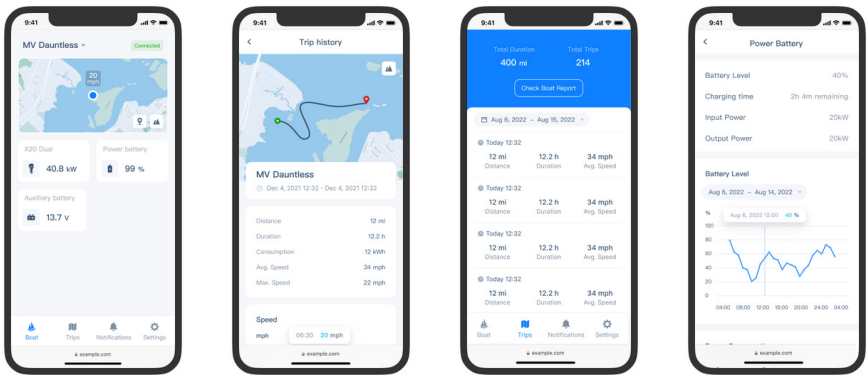 9:41
MV Dauntless
Connected
20
mph
X20 Dual
Power battery
40.8 kW
99 %
Auxiliary battery
13.7 V
Boat
Trips
Notifications
Settings
example.com
9:41
Trip history
MV Dauntless
Dec 4, 2021 12:32 - Dec 4, 2021 12:32
Distance 12 mi
Duration 12.2 h
Consumption 12 kWh
Avg. Speed 34 mph
Max. Speed 22 mph
Speed
mph 06:30 20 mph
example.com
9:41
Total Duration Total Trips
400 mi 214
Check Boat Report
Aug 6, 2022 – Aug 15, 2022
Today 12:32
12 mi 12.2 h 34 mph
Distance Duration Avg. Speed
Today 12:32
12 mi 12.2 h 34 mph
Distance Duration Avg. Speed
Today 12:32
12 mi 12.2 h 34 mph
Distance Duration Avg. Speed
Today 12:32
12 mi 12.2 h 34 mph
Distance Duration Avg. Speed
Boat Trips Notifications Settings
example.com
9:41
Power Battery
Battery Level 40%
Charging time 2h 4m remaining
Input Power 20kW
Output Power 20kW
Battery Level
Aug 6, 2022 – Aug 14, 2022
% Aug 6, 2022 12:00 40 %
100
80
60
40
20
0
04:00 08:00 12:00 16:00 20:00 24:00 04:00
example.com